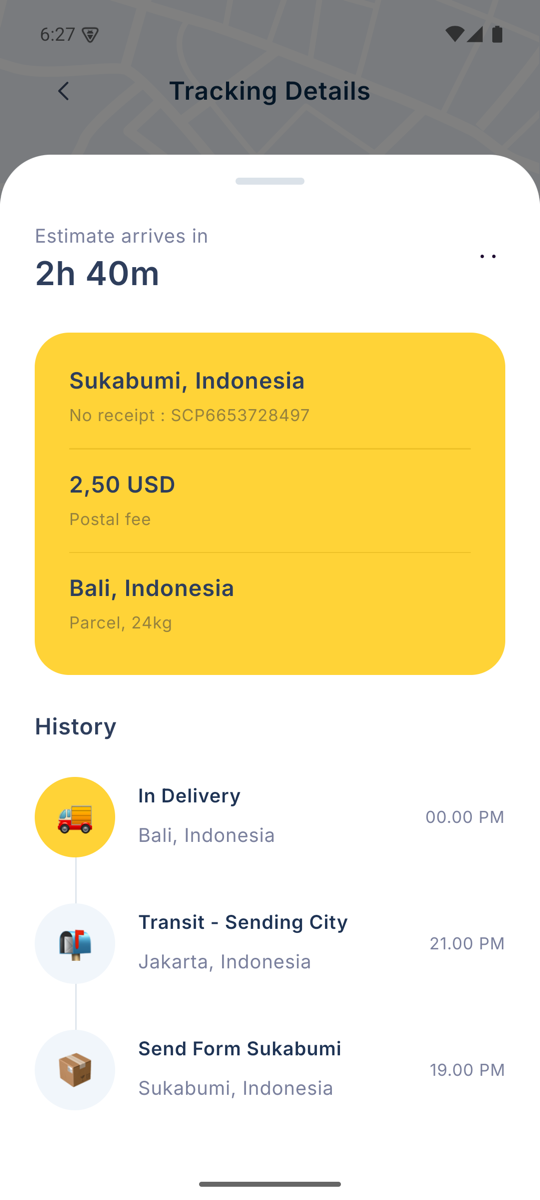 6:27
Tracking Details
Estimate arrives in
2h 40m
Sukabumi, Indonesia
No receipt : SCP6653728497
2,50 USD
Postal fee
Bali, Indonesia
Parcel, 24kg
History
In Delivery
Bali, Indonesia
00.00 PM
Transit - Sending City
Jakarta, Indonesia
21.00 PM
Send Form Sukabumi
Sukabumi, Indonesia
19.00 PM